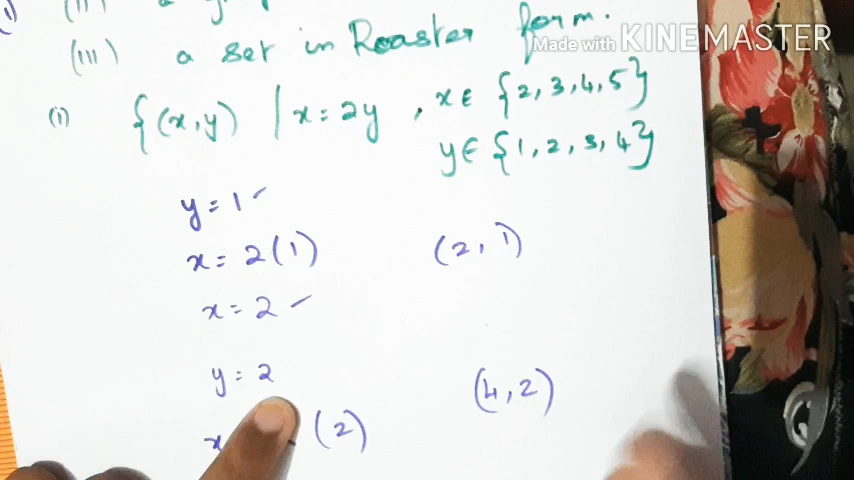 (ii) a
(iii) a set in Roaster form.
Made with KINEMASTER
(i) {(x,y) | x = 2y , x ∈ {2, 3, 4, 5}
y ∈ {1, 2, 3, 4}
y = 1 ✓
x = 2(1) (2, 1)
x = 2 ✓
y = 2 (4, 2)
x (2)